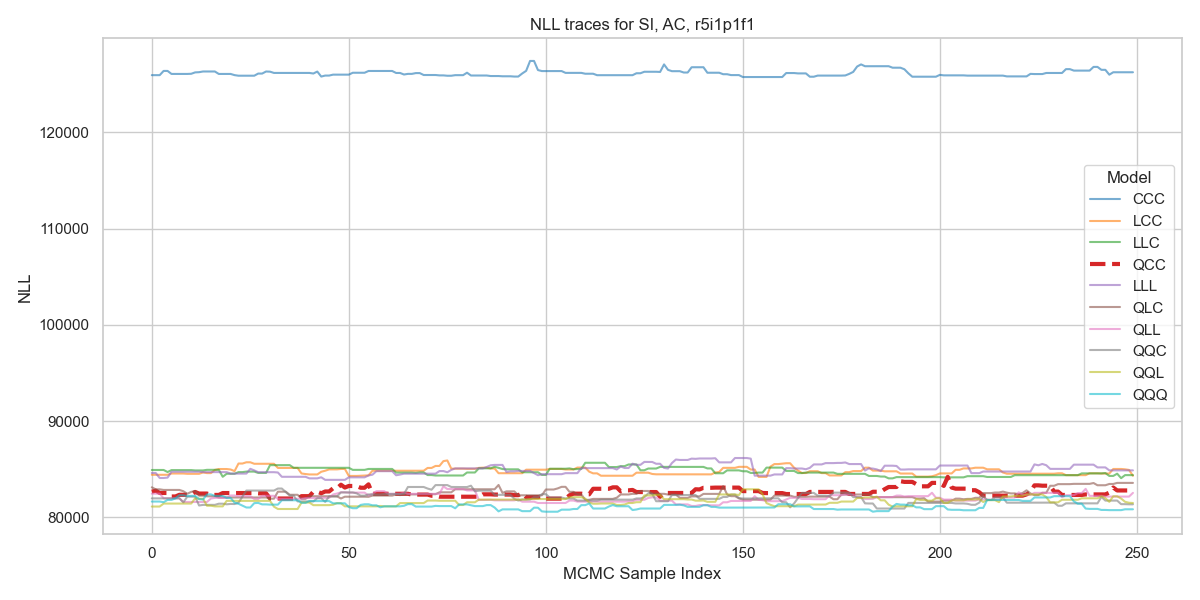 NLL traces for SI, AC, r5i1p1f1
NLL
120000
110000
100000
90000
80000
0
50
100
150
200
250
MCMC Sample Index
Model
CCC
LCC
LLC
QCC
LLL
QLC
QLL
QQC
QQL
QQQ